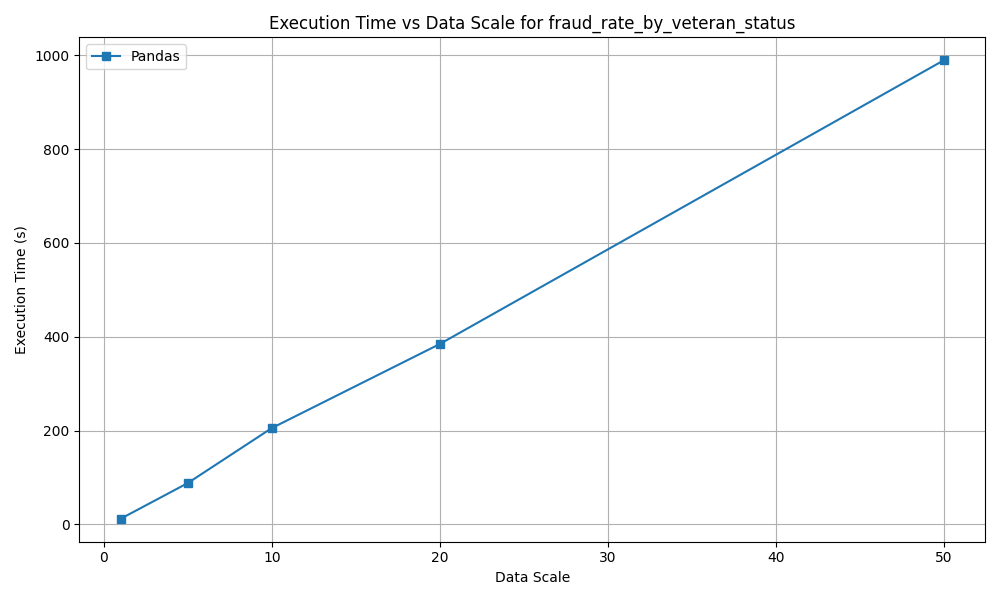 Execution Time vs Data Scale for fraud_rate_by_veteran_status
Pandas
Execution Time (s)
1000
800
600
400
200
0
0 10 20 30 40 50
Data Scale